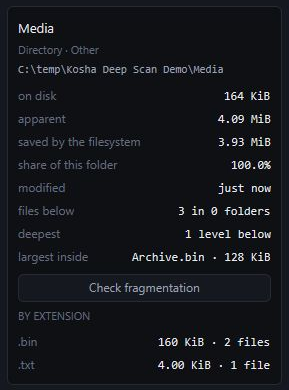 Media
Directory · Other
C:\temp\Kosha Deep Scan Demo\Media
on disk 164 KiB
apparent 4.09 MiB
saved by the filesystem 3.93 MiB
share of this folder 100.0%
modified just now
files below 3 in 0 folders
deepest 1 level below
largest inside Archive.bin · 128 KiB
Check fragmentation
BY EXTENSION
.bin 160 KiB · 2 files
.txt 4.00 KiB · 1 file